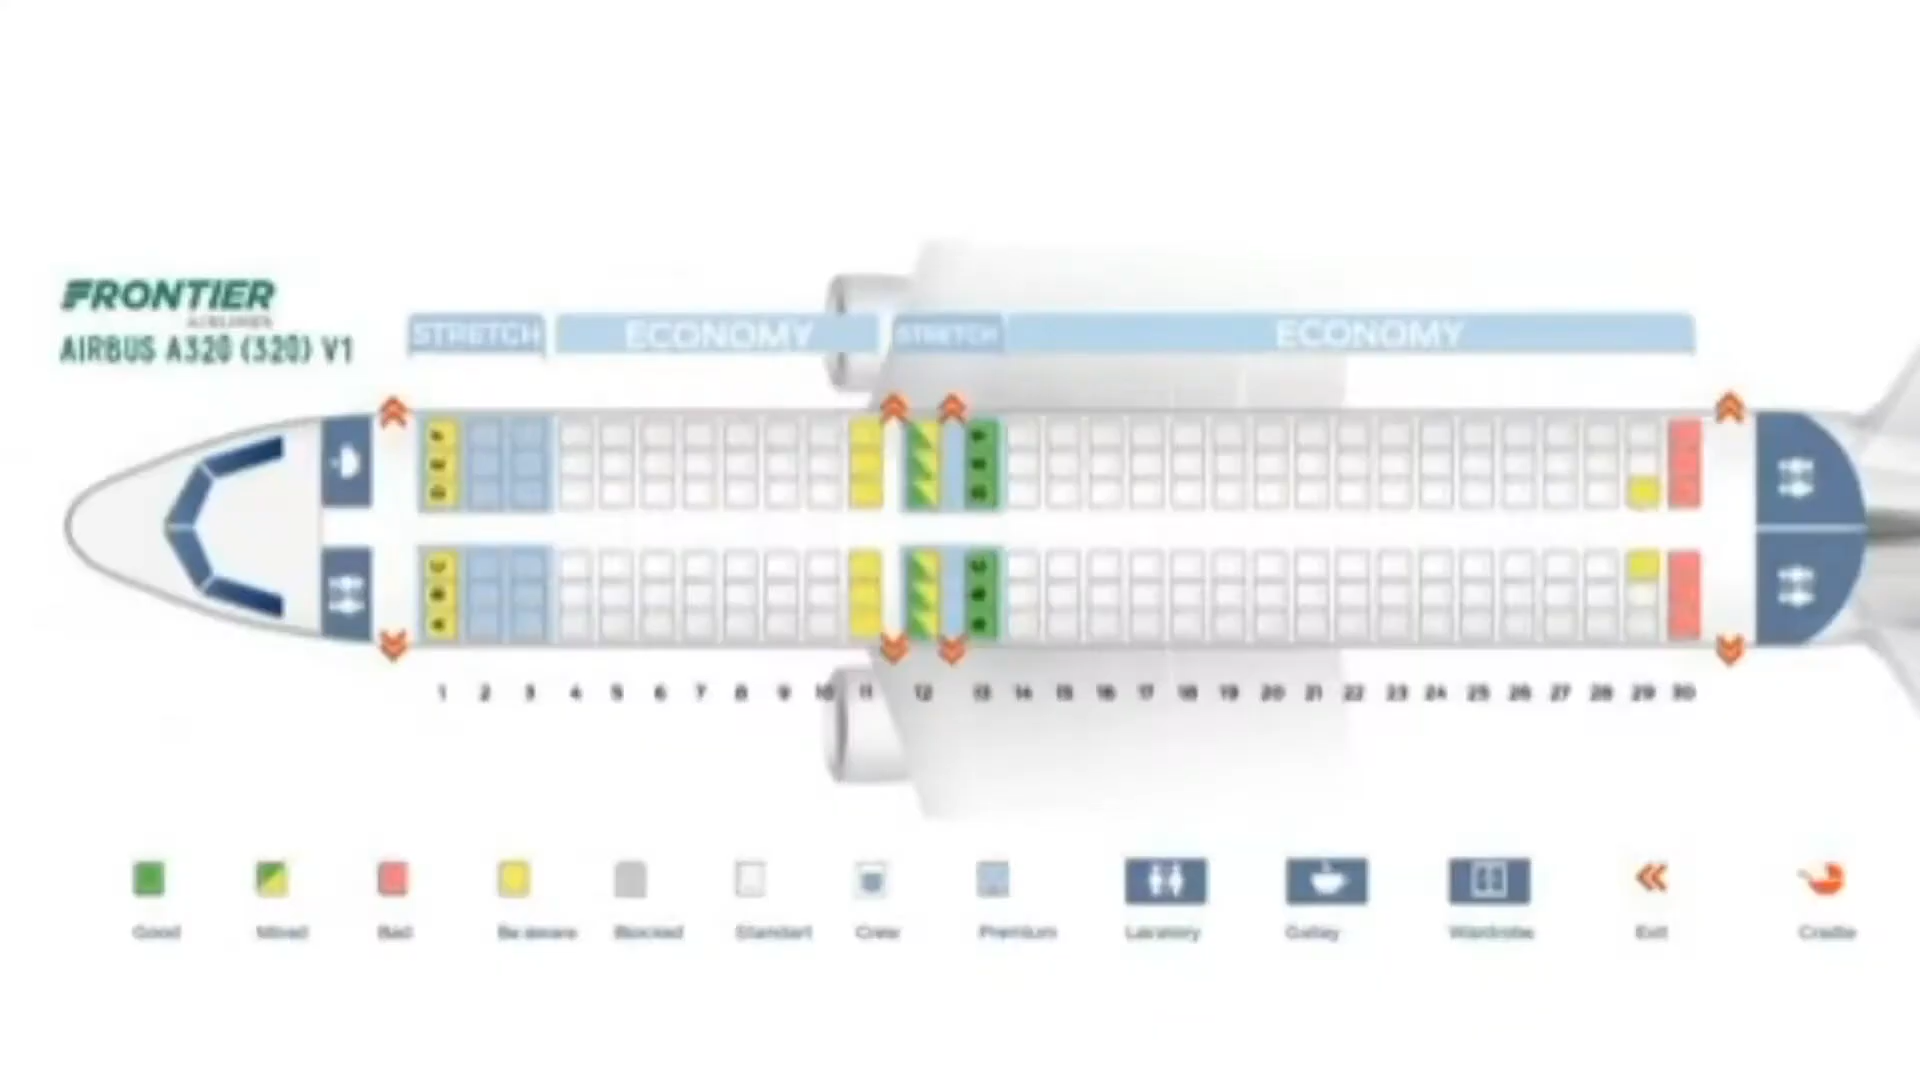 FRONTIER
AIRLINES
AIRBUS A320 (320) V1
STRETCH ECONOMY STRETCH ECONOMY
F F
E E
D D
C C
B B
A A
1 2 3 4 5 6 7 8 9 10 11 12 13 14 15 16 17 18 19 20 21 22 23 24 25 26 27 28 29 30
Good Mixed Bad Be aware Blocked Standart Crew Premium Lavatory Galley Wardrobe Exit Cradle